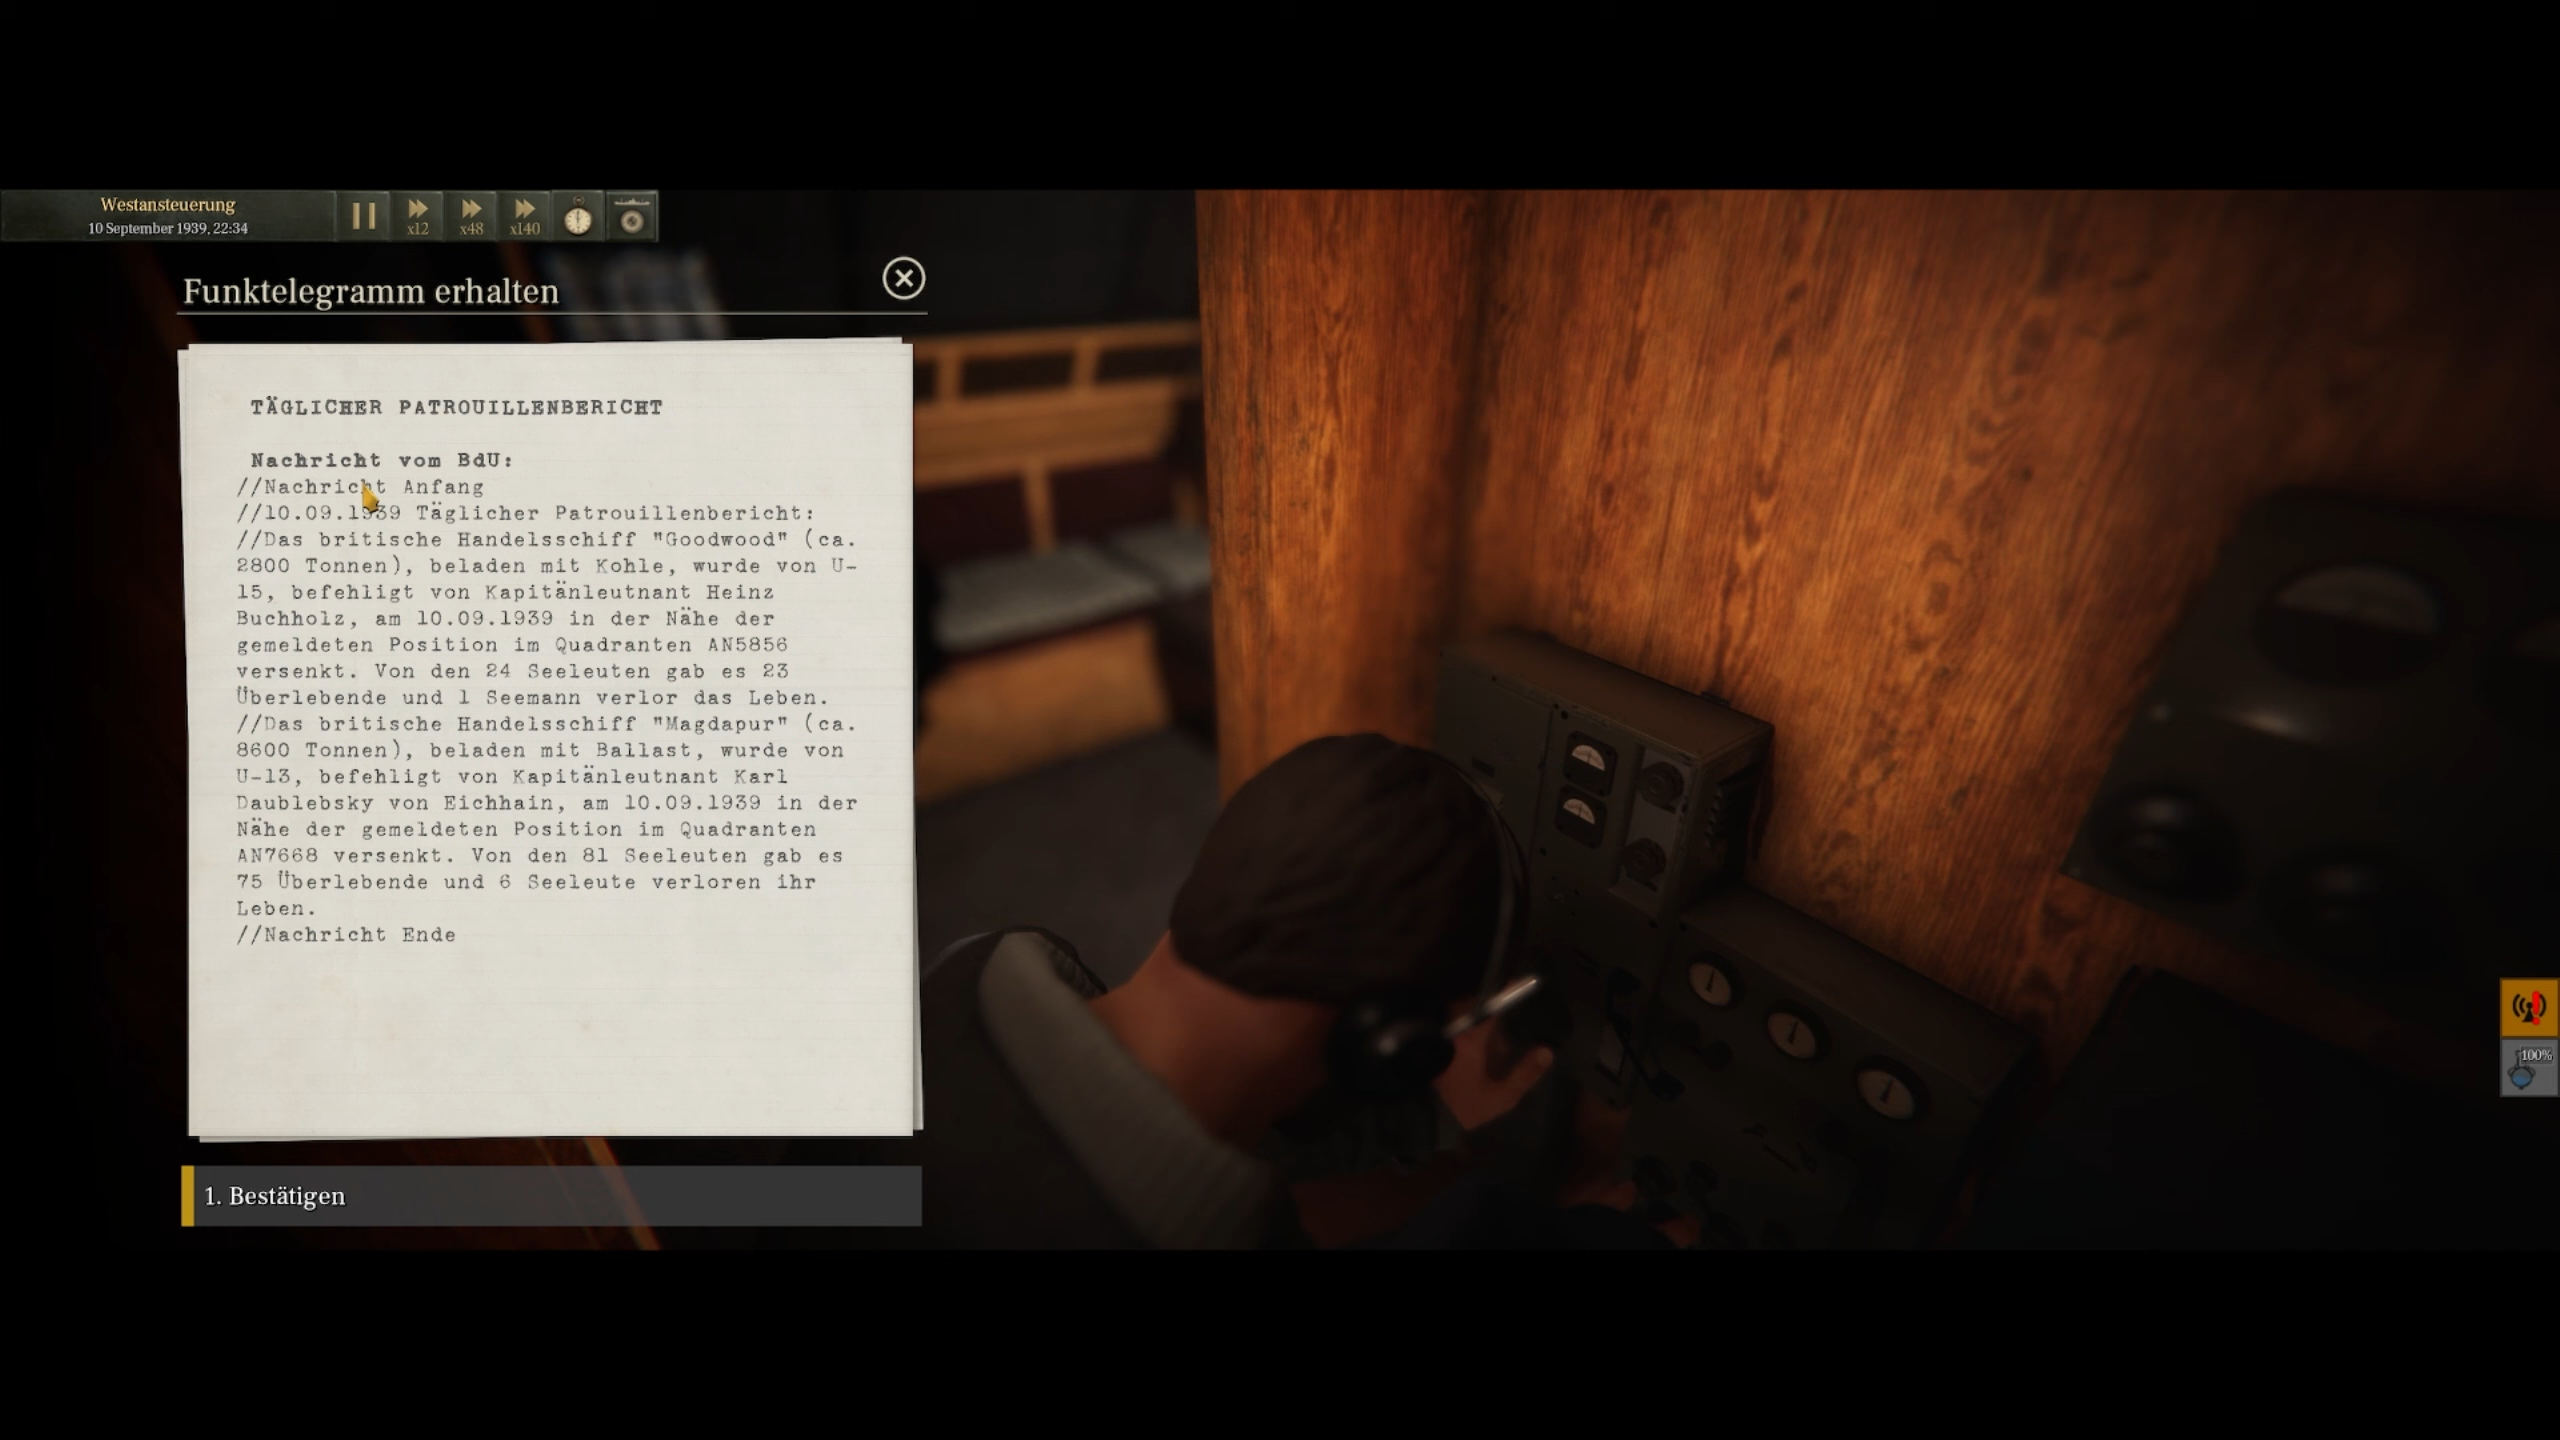 Westansteuerung
10 September 1939, 22:34
x12
x48
x140
Funktelegramm erhalten
TÄGLICHER PATROUILLENBERICHT
Nachricht vom BdU:
//Nachricht Anfang
//10.09.1939 Täglicher Patrouillenbericht:
//Das britische Handelsschiff "Goodwood" (ca.
2800 Tonnen), beladen mit Kohle, wurde von U-
15, befehligt von Kapitänleutnant Heinz
Buchholz, am 10.09.1939 in der Nähe der
gemeldeten Position im Quadranten AN5856
versenkt. Von den 24 Seeleuten gab es 23
Überlebende und 1 Seemann verlor das Leben.
//Das britische Handelsschiff "Magdapur" (ca.
8600 Tonnen), beladen mit Ballast, wurde von
U-13, befehligt von Kapitänleutnant Karl
Daublebsky von Eichhain, am 10.09.1939 in der
Nähe der gemeldeten Position im Quadranten
AN7668 versenkt. Von den 81 Seeleuten gab es
75 Überlebende und 6 Seeleute verloren ihr
Leben.
//Nachricht Ende
1. Bestätigen
100%